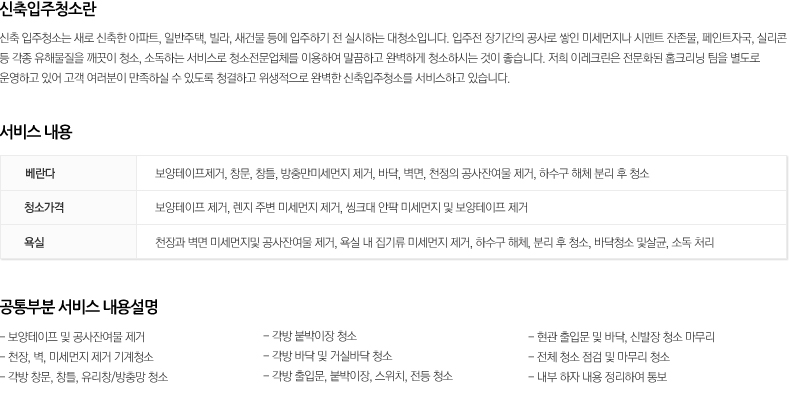 신축입주청소란
신축 입주청소는 새로 신축한 아파트, 일반주택, 빌라, 새건물 등에 입주하기 전 실시하는 대청소입니다. 입주전 장기간의 공사로 쌓인 미세먼지나 시멘트 잔존물, 페인트자국, 실리콘
등 각종 유해물질을 깨끗이 청소, 소독하는 서비스로 청소전문업체를 이용하여 말끔하고 완벽하게 청소하시는 것이 좋습니다. 저희 이레크린은 전문화된 홈크리닝 팀을 별도로
운영하고 있어 고객 여러분이 만족하실 수 있도록 청결하고 위생적으로 완벽한 신축입주청소를 서비스하고 있습니다.
서비스 내용
베란다 보양테이프제거, 창문, 창틀, 방충만미세먼지 제거, 바닥, 벽면, 천정의 공사잔여물 제거, 하수구 해체 분리 후 청소
청소가격 보양테이프 제거, 렌지 주변 미세먼지 제거, 씽크대 안팎 미세먼지 및 보양테이프 제거
욕실 천장과 벽면 미세먼지및 공사잔여물 제거, 욕실 내 집기류 미세먼지 제거, 하수구 해체, 분리 후 청소, 바닥청소 및살균, 소독 처리
공통부분 서비스 내용설명
- 보양테이프 및 공사잔여물 제거
- 천장, 벽, 미세먼지 제거 기계청소
- 각방 창문, 창틀, 유리창/방충망 청소
- 각방 붙박이장 청소
- 각방 바닥 및 거실바닥 청소
- 각방 출입문, 붙박이장, 스위치, 전등 청소
- 현관 출입문 및 바닥, 신발장 청소 마무리
- 전체 청소 점검 및 마무리 청소
- 내부 하자 내용 정리하여 통보